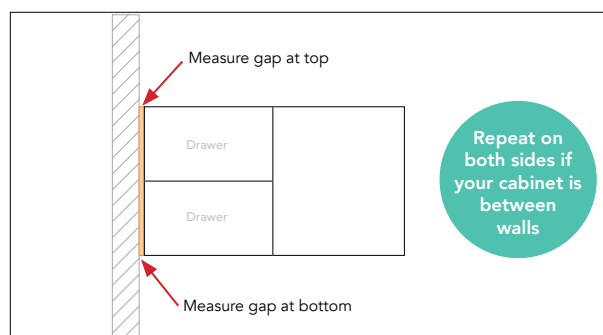 Measure gap at top
Drawer
Drawer
Measure gap at bottom
Repeat on
both sides if
your cabinet is
between
walls